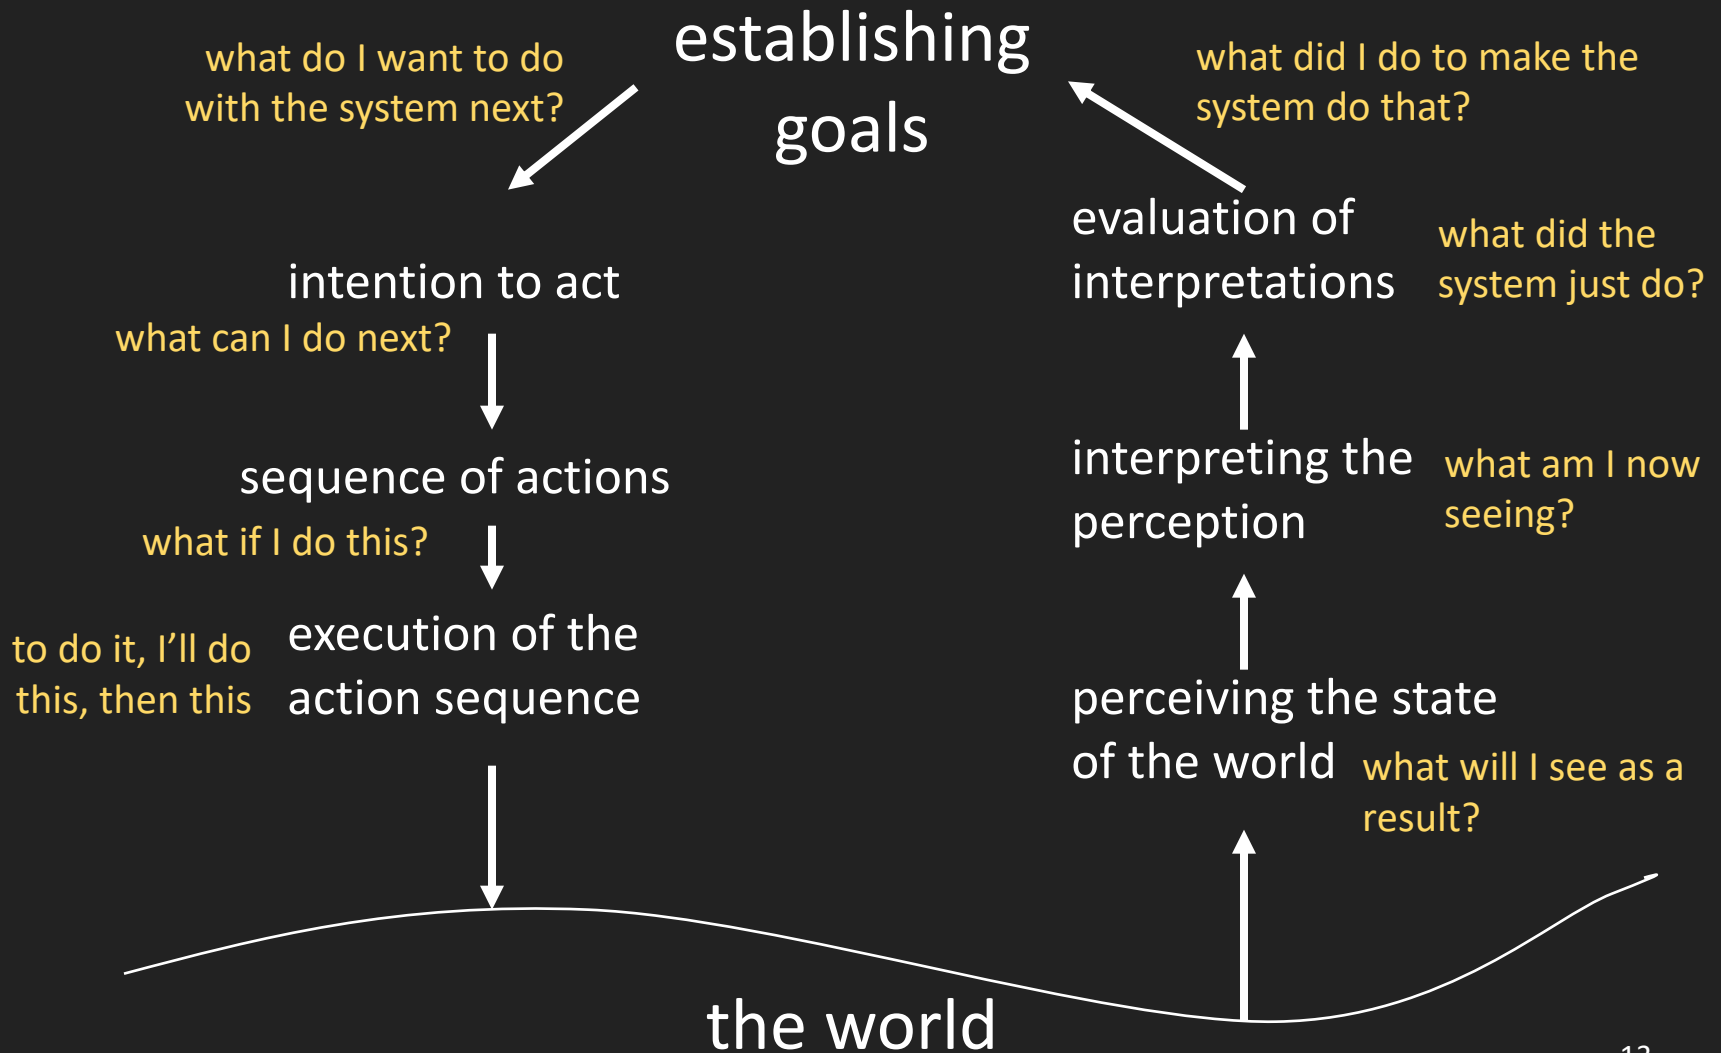 establishing
goals
what do I want to do
with the system next?
what did I do to make the
system do that?
intention to act
what can I do next?
sequence of actions
what if I do this?
to do it, I’ll do
this, then this
execution of the
action sequence
evaluation of
interpretations
what did the
system just do?
interpreting the
perception
what am I now
seeing?
perceiving the state
of the world
what will I see as a
result?
the world